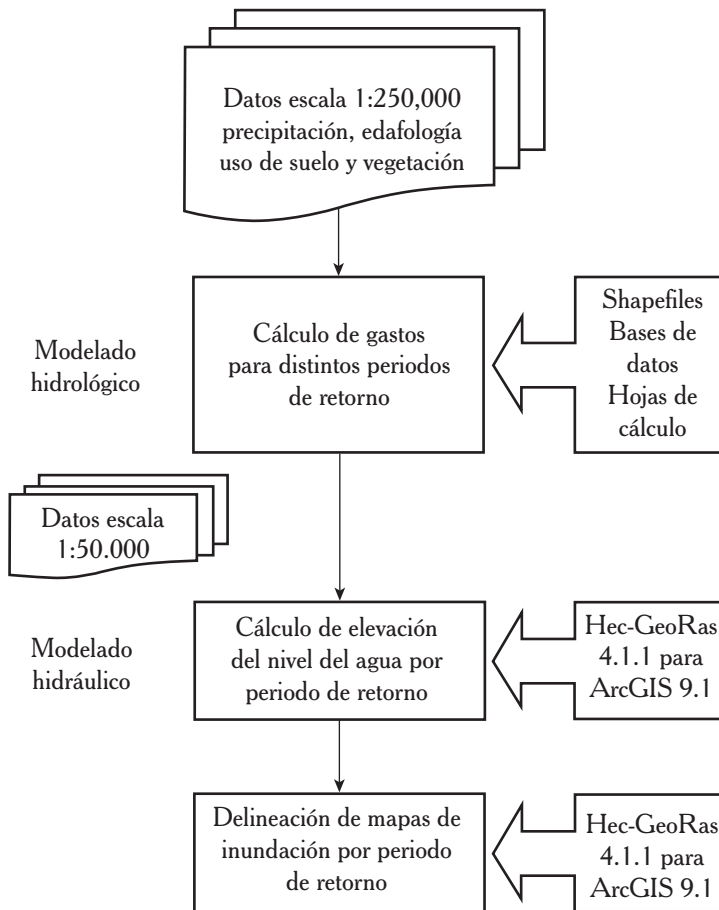 Datos escala 1:250,000
precipitación, edafología
uso de suelo y vegetación
Modelado
hidrológico
Cálculo de gastos
para distintos periodos
de retorno
Shapefiles
Bases de
datos
Hojas de
cálculo
Datos escala
1:50.000
Modelado
hidráulico
Cálculo de elevación
del nivel del agua por
periodo de retorno
Hec-GeoRas
4.1.1 para
ArcGIS 9.1
Delineación de mapas de
inundación por periodo
de retorno
Hec-GeoRas
4.1.1 para
ArcGIS 9.1